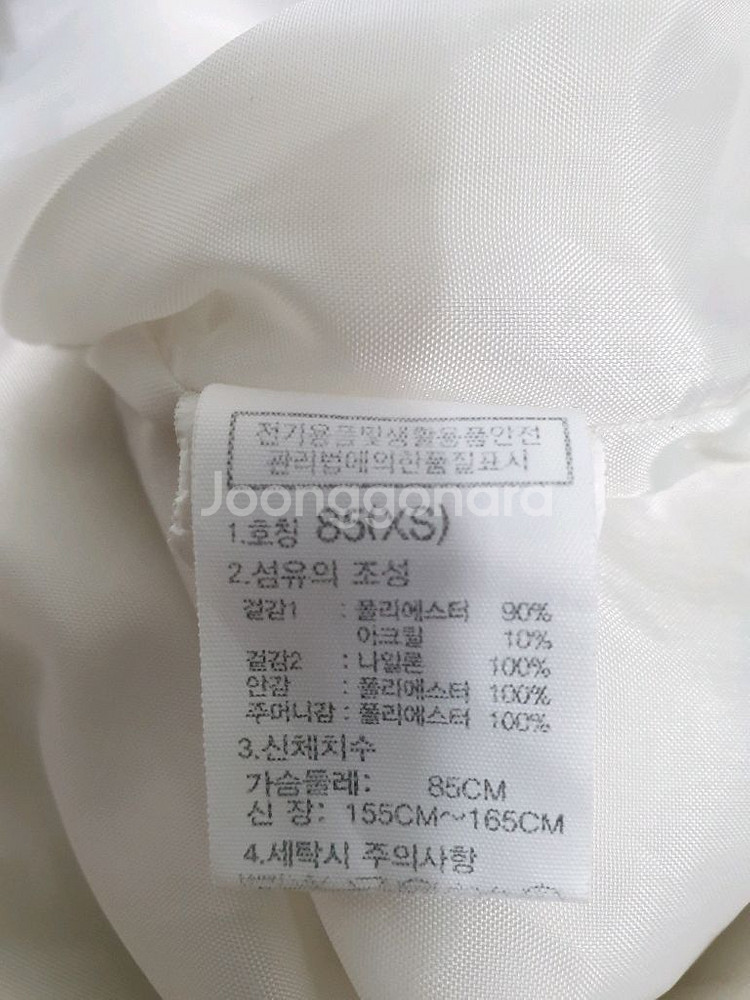 전기용품및생활용품안전
관리법에의한품질표시
Joonggonara
1.호칭 85(XS)
2.섬유의 조성
겉감1 : 폴리에스터 90%
아크릴 10%
겉감2 : 나일론 100%
안감 : 폴리에스터 100%
주머니감 : 폴리에스터 100%
3.신체치수
가슴둘레: 85CM
신 장: 155CM~165CM
4.세탁시 주의사항